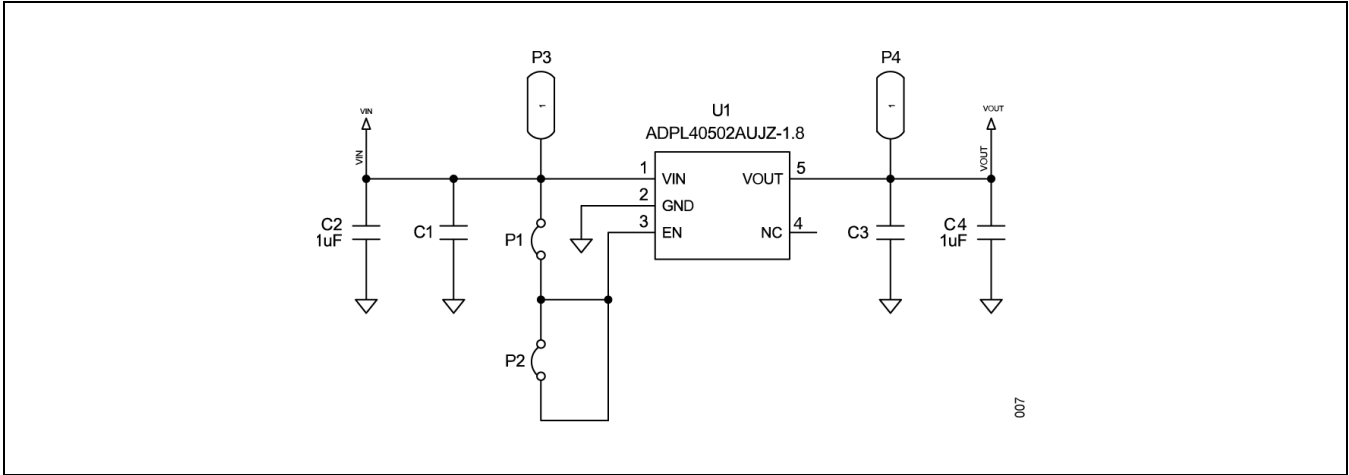 P3
P4
U1
ADPL40502AUJZ-1.8
VIN
VIN
VOUT
VOUT
1
1
1
VIN
VOUT
5
2
GND
3
EN
NC
4
C2
1uF
C1
P1
C3
C4
1uF
P2
007